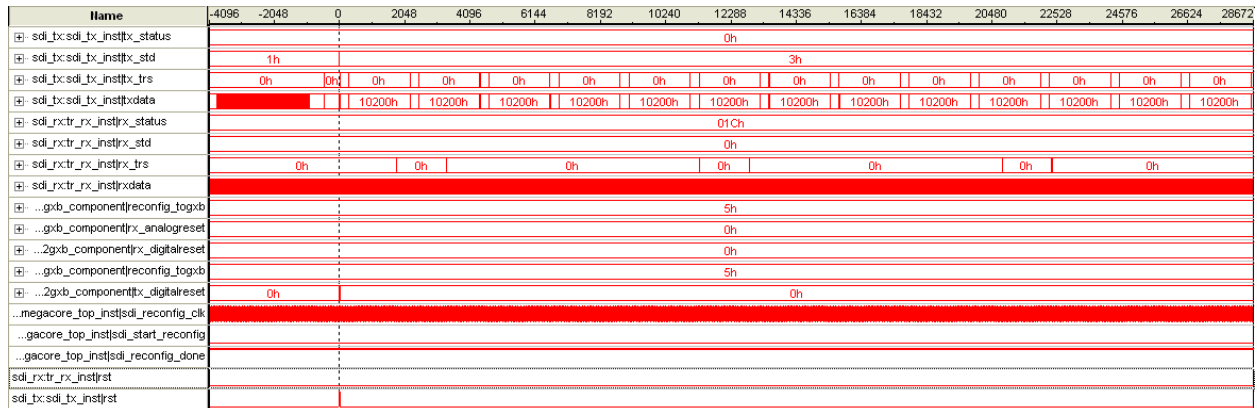 Name -4096 -2048 0 2048 4096 6144 8192 10240 12288 14336 16384 18432 20480 22528 24576 26624 28672
sdi_tx:sdi_tx_inst|tx_status 0h
sdi_tx:sdi_tx_inst|tx_std 1h 3h
sdi_tx:sdi_tx_inst|tx_trs 0h 0h 0h 0h 0h 0h 0h 0h 0h 0h 0h 0h 0h 0h 0h
sdi_tx:sdi_tx_inst|txdata 10200h 10200h 10200h 10200h 10200h 10200h 10200h 10200h 10200h 10200h 10200h 10200h 10200h
sdi_rx:tr_rx_inst|rx_status 01Ch
sdi_rx:tr_rx_inst|rx_std 0h
sdi_rx:tr_rx_inst|rx_trs 0h 0h 0h 0h 0h 0h 0h
sdi_rx:tr_rx_inst|rxdata
...gxb_component|reconfig_togxb 5h
...gxb_component|rx_analogreset 0h
...2gxb_component|rx_digitalreset 0h
...gxb_component|reconfig_togxb 5h
...2gxb_component|tx_digitalreset 0h 0h
...megacore_top_inst|sdi_reconfig_clk
...gacore_top_inst|sdi_start_reconfig
...gacore_top_inst|sdi_reconfig_done
sdi_rx:tr_rx_inst|rst
sdi_tx:sdi_tx_inst|rst